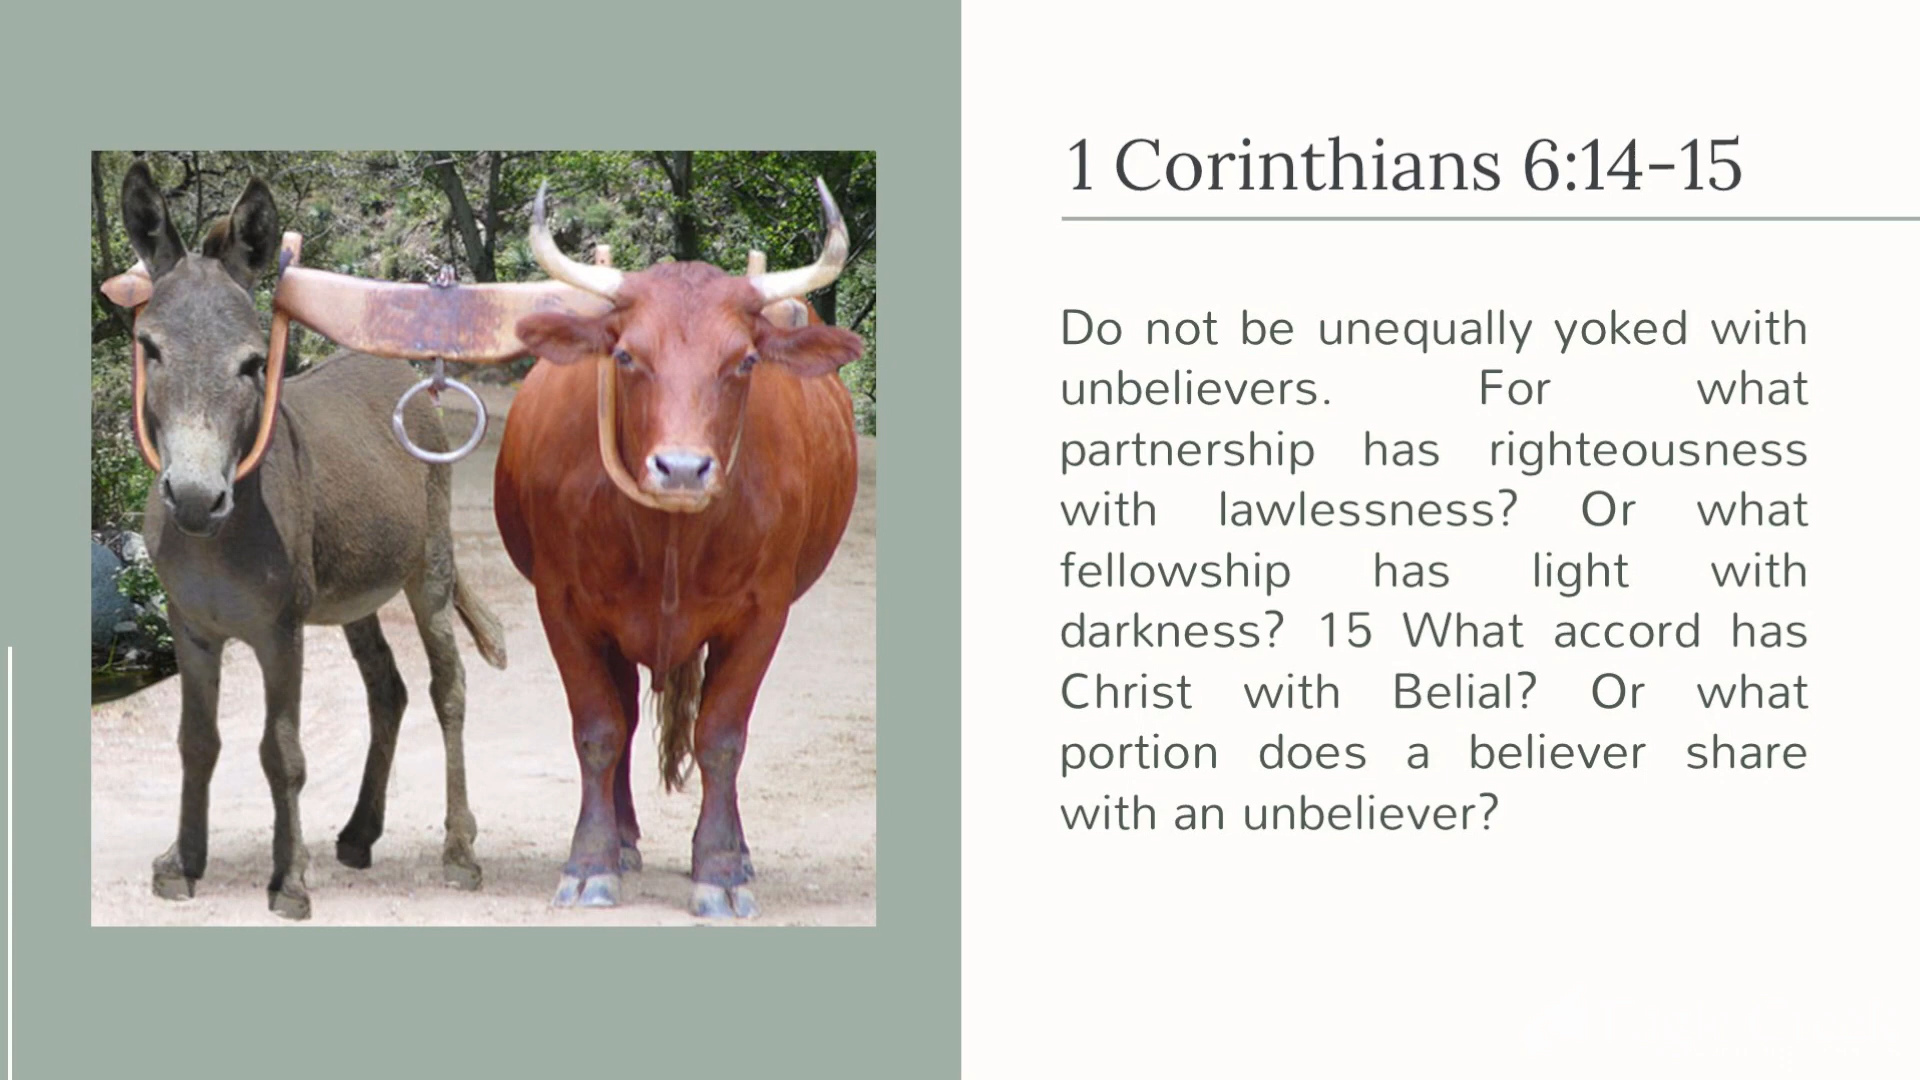 1 Corinthians 6:14-15
Do not be unequally yoked with
unbelievers. For what
partnership has righteousness
with lawlessness? Or what
fellowship has light with
darkness? 15 What accord has
Christ with Belial? Or what
portion does a believer share
with an unbeliever?